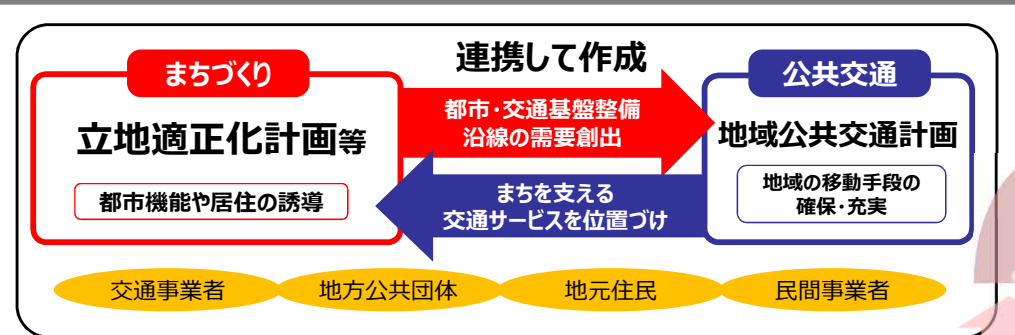 連携して作成
まちづくり
立地適正化計画等
都市機能や居住の誘導
都市・交通基盤整備
沿線の需要創出
まちを支える
交通サービスを位置づけ
公共交通
地域公共交通計画
地域の移動手段の
確保・充実
交通事業者
地方公共団体
地元住民
民間事業者